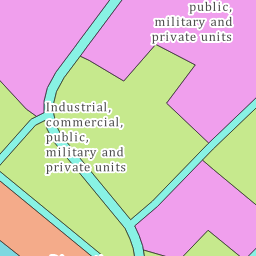 public,
military and
private units
Industrial,
commercial,
public,
military and
private units